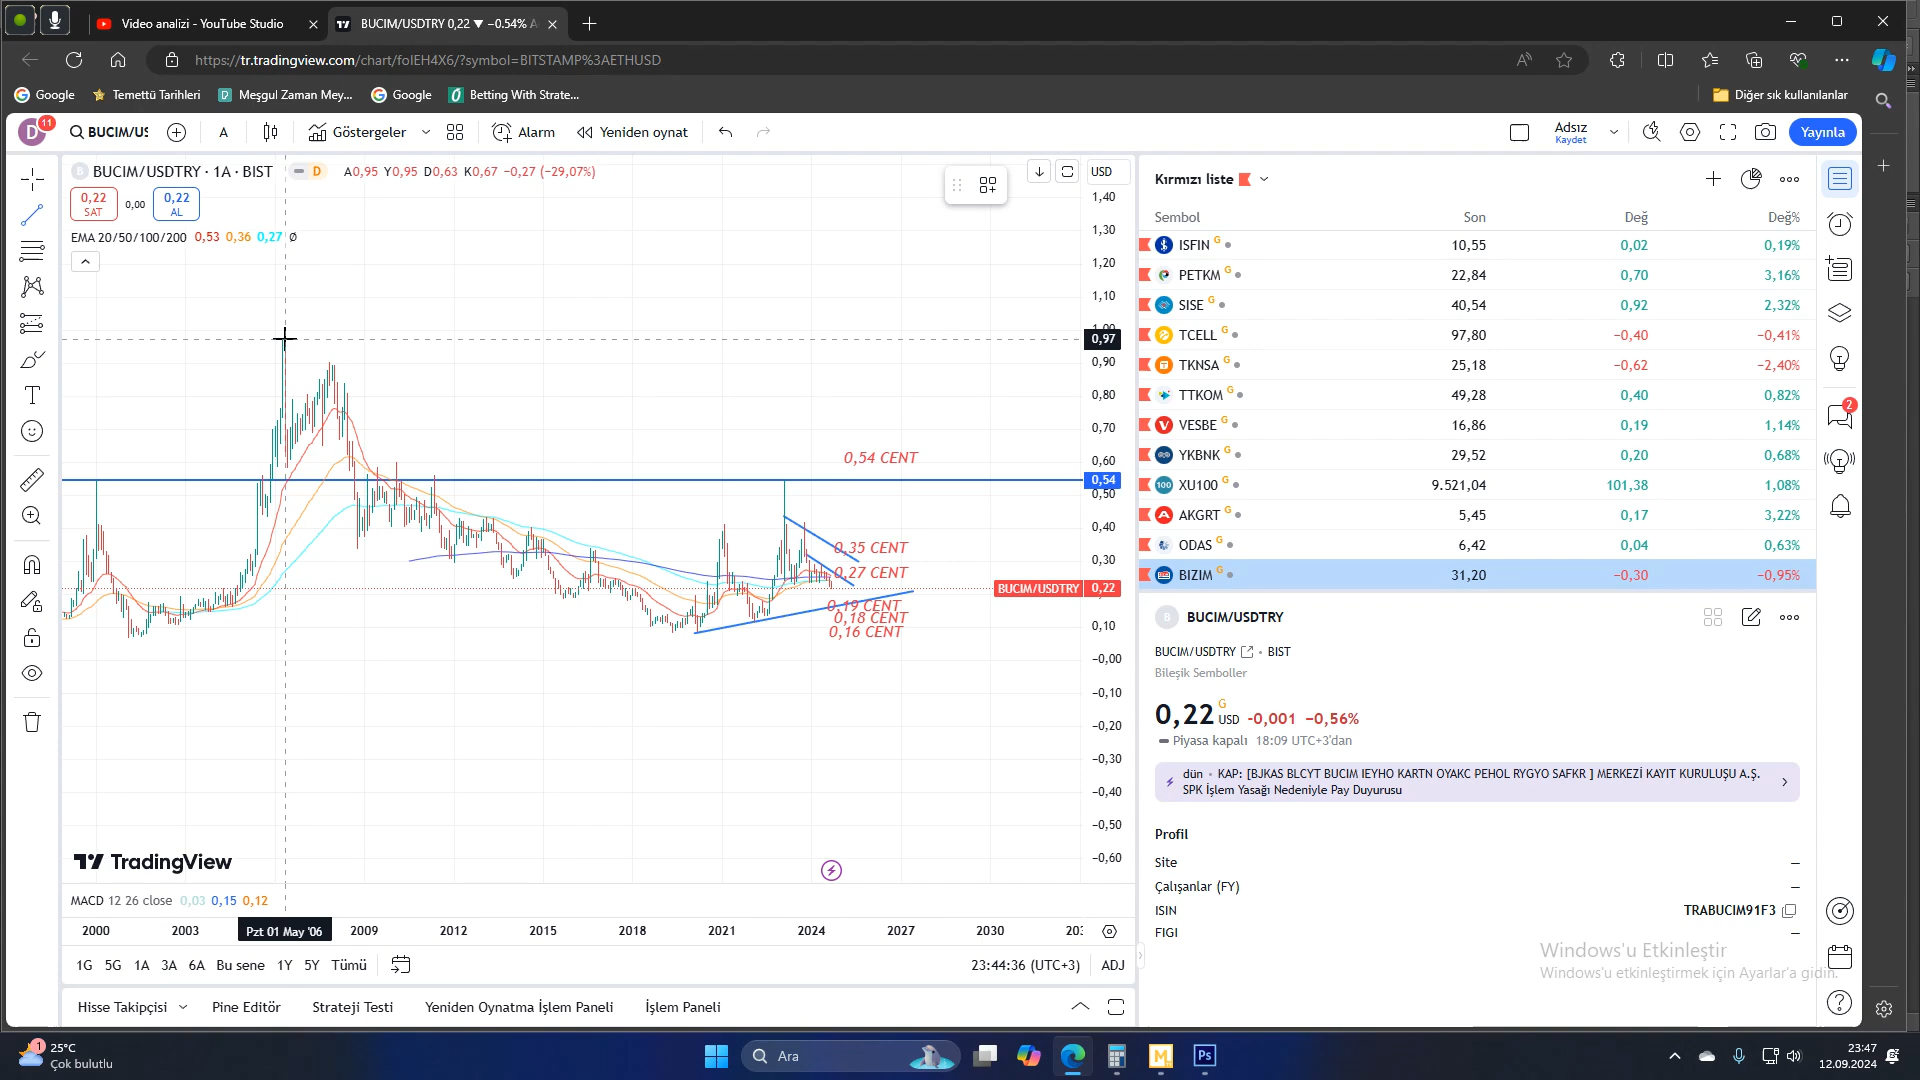 Video analizi - YouTube Studio
BUCIM/USDTRY 0,22 ▼ −0.54% A
https://tr.tradingview.com/chart/foIEH4X6/?symbol=BITSTAMP%3AETHUSD
Google
Temettü Tarihleri
Meşgul Zaman Mey...
Google
Betting With Strate...
Diğer sık kullanılanlar
D 11
BUCIM/US
A
Göstergeler
Alarm
Yeniden oynat
Adsız
Kaydet
Yayınla
BUCIM/USDTRY · 1A · BIST
D
A0,95 Y0,95 D0,63 K0,67 −0,27 (−29,07%)
0,22
SAT
0,00
0,22
AL
EMA 20/50/100/200 0,53 0,36 0,27 Ø
USD
1,40
1,30
1,20
1,10
1,00
0,97
0,90
0,80
0,70
0,60
0,54
0,50
0,40
0,30
BUCIM/USDTRY 0,22
0,10
−0,00
−0,10
−0,20
−0,30
−0,40
−0,50
−0,60
0,54 CENT
0,35 CENT
0,27 CENT
0,19 CENT
0,18 CENT
0,16 CENT
TradingView
MACD 12 26 close 0,03 0,15 0,12
2000
2003
Pzt 01 May '06
2009
2012
2015
2018
2021
2024
2027
2030
1G 5G 1A 3A 6A Bu sene 1Y 5Y Tümü
23:44:36 (UTC+3) ADJ
Hisse Takipçisi
Pine Editör
Strateji Testi
Yeniden Oynatma İşlem Paneli
İşlem Paneli
Kırmızı liste
Sembol Son Değ Değ%
ISFIN G 10,55 0,02 0,19%
PETKM G 22,84 0,70 3,16%
SISE G 40,54 0,92 2,32%
TCELL G 97,80 −0,40 −0,41%
TKNSA G 25,18 −0,62 −2,40%
TTKOM G 49,28 0,40 0,82%
VESBE G 16,86 0,19 1,14%
YKBNK G 29,52 0,20 0,68%
XU100 G 9.521,04 101,38 1,08%
AKGRT G 5,45 0,17 3,22%
ODAS G 6,42 0,04 0,63%
BIZIM G 31,20 −0,30 −0,95%
2
B BUCIM/USDTRY
BUCIM/USDTRY • BIST
Bileşik Semboller
0,22 G USD -0,001 −0,56%
Piyasa kapalı 18:09 UTC+3'dan
dün • KAP: [BJKAS BLCYT BUCIM IEYHO KARTN OYAKC PEHOL RYGYO SAFKR ] MERKEZİ KAYIT KURULUŞU A.Ş.
SPK İşlem Yasağı Nedeniyle Pay Duyurusu
Profil
Site —
Çalışanlar (FY) —
ISIN TRABUCIM91F3
FIGI —
Windows'u Etkinleştir
Windows'u etkinleştirmek için Ayarlar'a gidin.
1
25°C
Çok bulutlu
Ara
M
Ps
23:47
12.09.2024